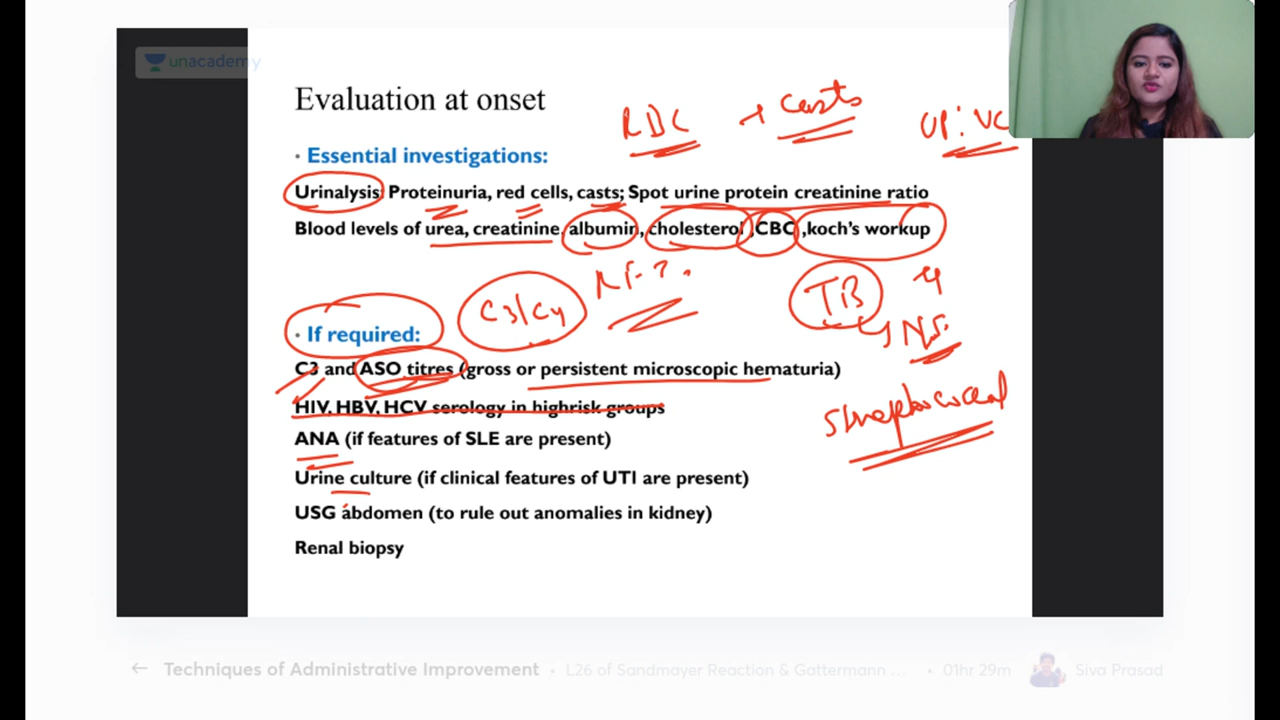 unacademy
Evaluation at onset
RBC + casts UP:UC
• Essential investigations:
Urinalysis: Proteinuria, red cells, casts; Spot urine protein creatinine ratio
Blood levels of urea, creatinine, albumin, cholesterol ,CBC ,koch's workup
C3/C4 RF?
TB
• If required:
C3 and ASO titres (gross or persistent microscopic hematuria)
HIV, HBV, HCV serology in highrisk groups
Streptococcal
ANA (if features of SLE are present)
Urine culture (if clinical features of UTI are present)
USG abdomen (to rule out anomalies in kidney)
Renal biopsy
← Techniques of Administrative Improvement • L26 of Sandmayer Reaction & Gattermann ... • 01hr 29m Siva Prasad